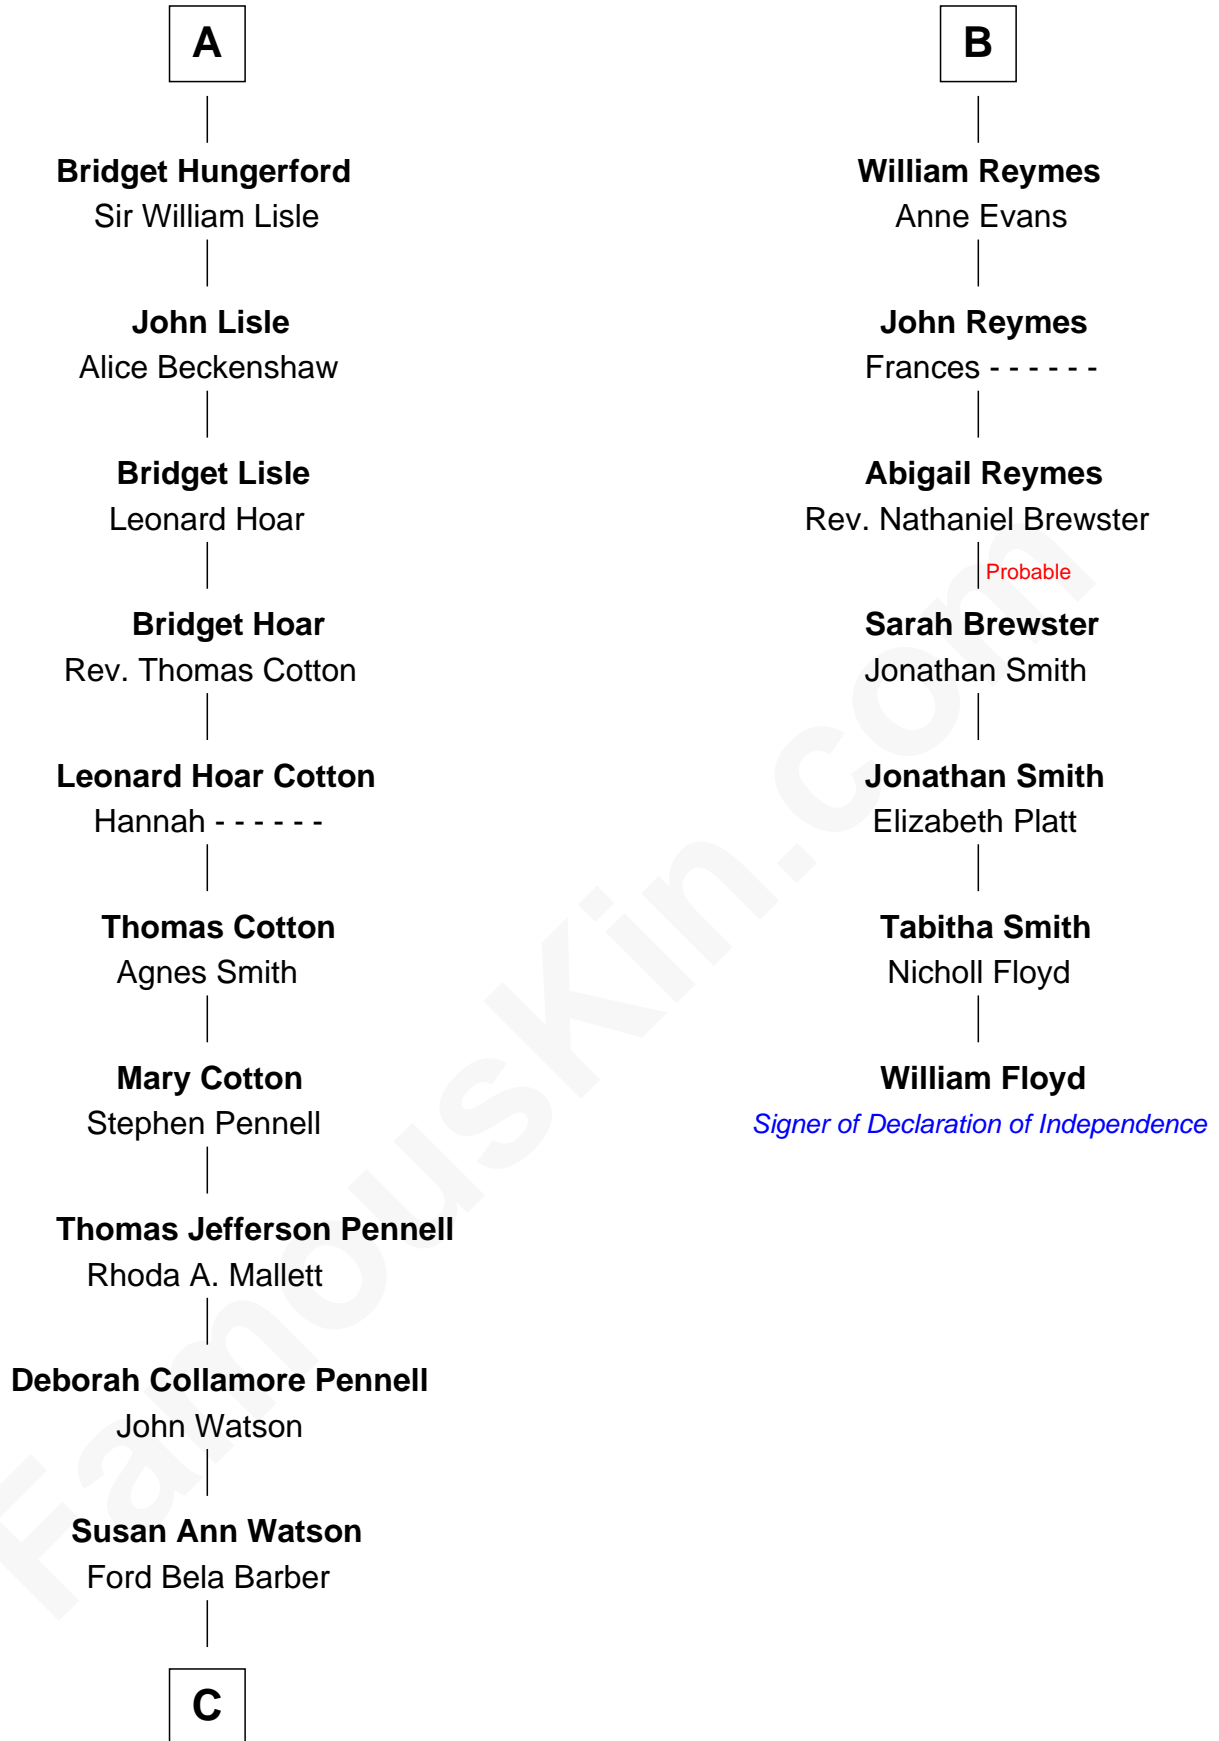 A
Bridget Hungerford
Sir William Lisle
John Lisle
Alice Beckenshaw
Bridget Lisle
Leonard Hoar
Bridget Hoar
Rev. Thomas Cotton
Leonard Hoar Cotton
Hannah - - - - - -
Thomas Cotton
Agnes Smith
Mary Cotton
Stephen Pennell
Thomas Jefferson Pennell
Rhoda A. Mallett
Deborah Collamore Pennell
John Watson
Susan Ann Watson
Ford Bela Barber
C
B
William Reymes
Anne Evans
John Reymes
Frances - - - - - -
Abigail Reymes
Rev. Nathaniel Brewster
Probable
Sarah Brewster
Jonathan Smith
Jonathan Smith
Elizabeth Platt
Tabitha Smith
Nicholl Floyd
William Floyd
Signer of Declaration of Independence
FamousKin.com